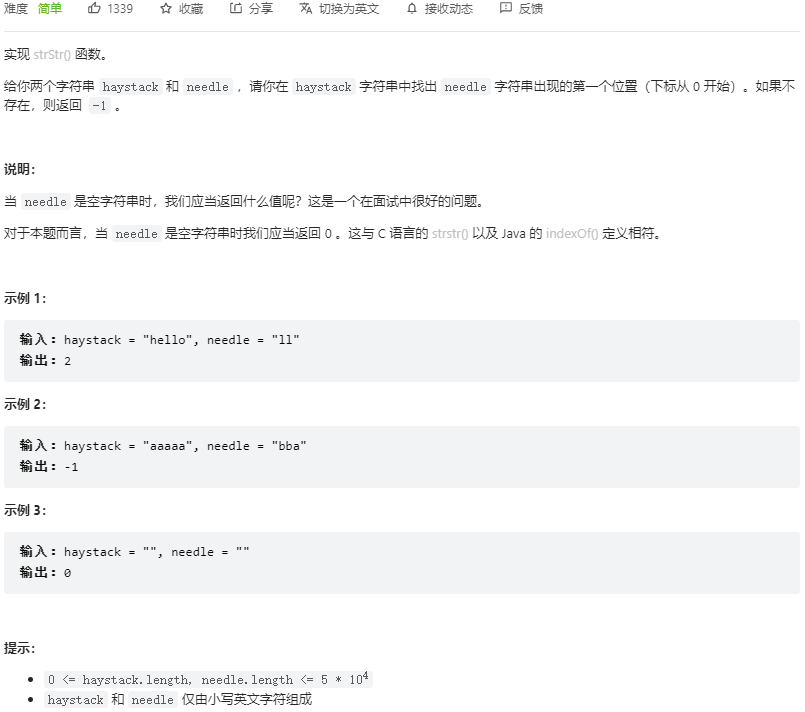 难度 简单 1339 收藏 分享 切换为英文 接收动态 反馈
实现 strStr() 函数。
给你两个字符串 haystack 和 needle ，请你在 haystack 字符串中找出 needle 字符串出现的第一个位置（下标从 0 开始）。如果不
存在，则返回 -1 。
说明：
当 needle 是空字符串时，我们应当返回什么值呢？这是一个在面试中很好的问题。
对于本题而言，当 needle 是空字符串时我们应当返回 0 。这与 C 语言的 strstr() 以及 Java 的 indexOf() 定义相符。
示例 1：
输入：haystack = "hello", needle = "ll"
输出：2
示例 2：
输入：haystack = "aaaaa", needle = "bba"
输出：-1
示例 3：
输入：haystack = "", needle = ""
输出：0
提示：
• 0 <= haystack.length, needle.length <= 5 * 10⁴
• haystack 和 needle 仅由小写英文字符组成